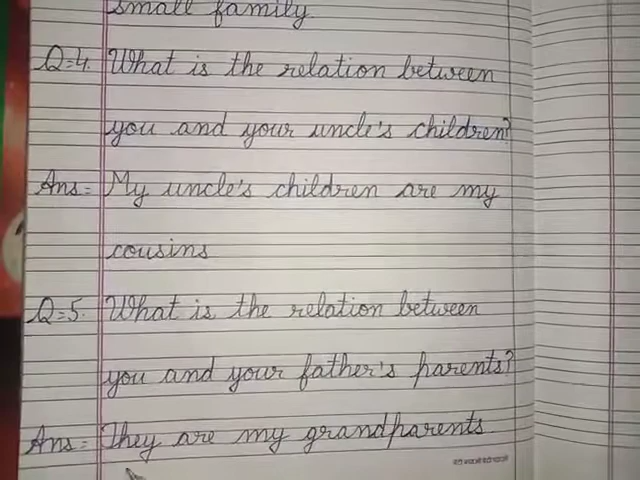 small family.
Q=4. What is the relation between
you and your uncle's children?
Ans= My uncle's children are my
cousins
Q=5. What is the relation between
you and your father's parents?
Ans= They are my grandparents